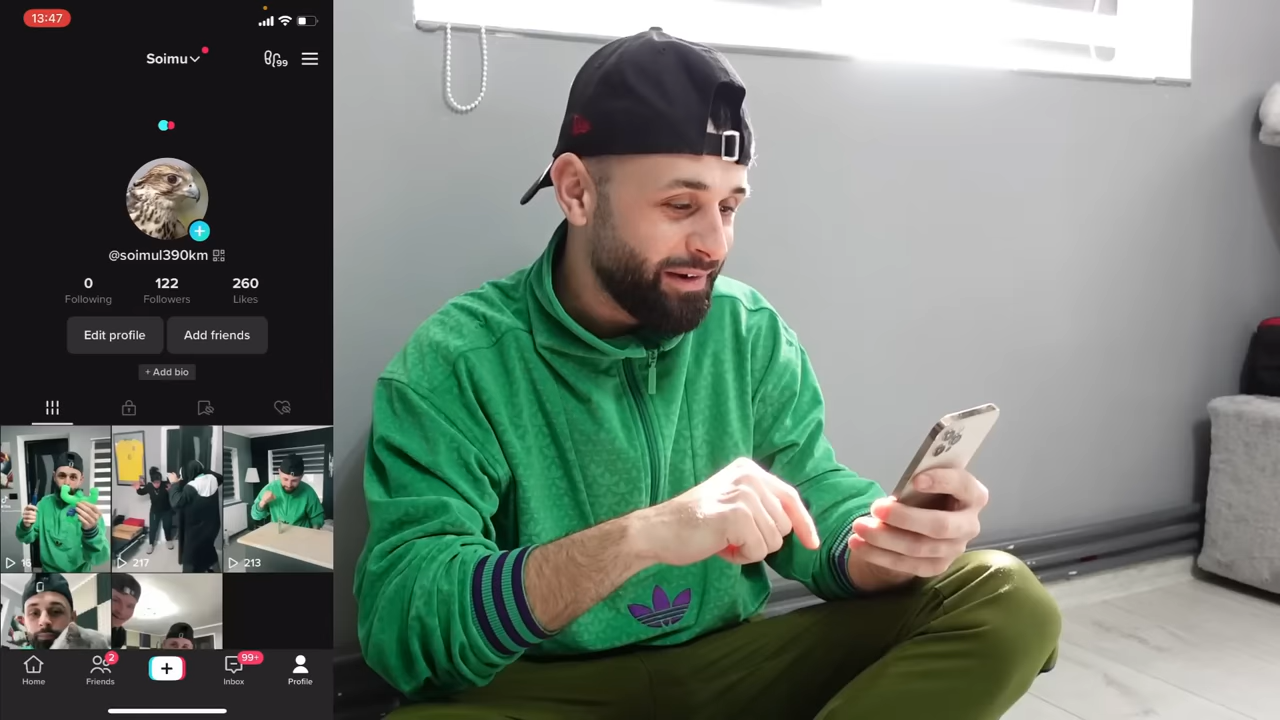 13:47
Soimu
99
@soimul390km
0 122 260
Following Followers Likes
Edit profile Add friends
+ Add bio
217 213
2 99+
Home Friends Inbox Profile